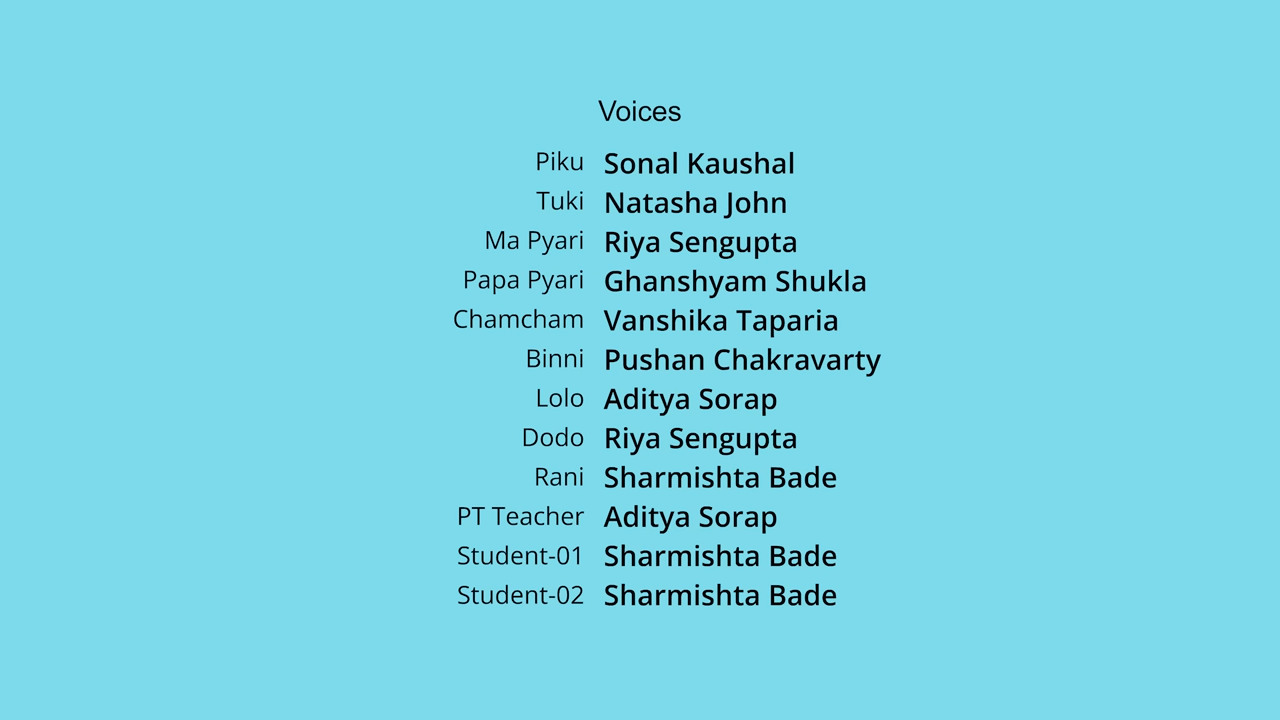 Voices
Piku Sonal Kaushal
Tuki Natasha John
Ma Pyari Riya Sengupta
Papa Pyari Ghanshyam Shukla
Chamcham Vanshika Taparia
Binni Pushan Chakravarty
Lolo Aditya Sorap
Dodo Riya Sengupta
Rani Sharmishta Bade
PT Teacher Aditya Sorap
Student-01 Sharmishta Bade
Student-02 Sharmishta Bade